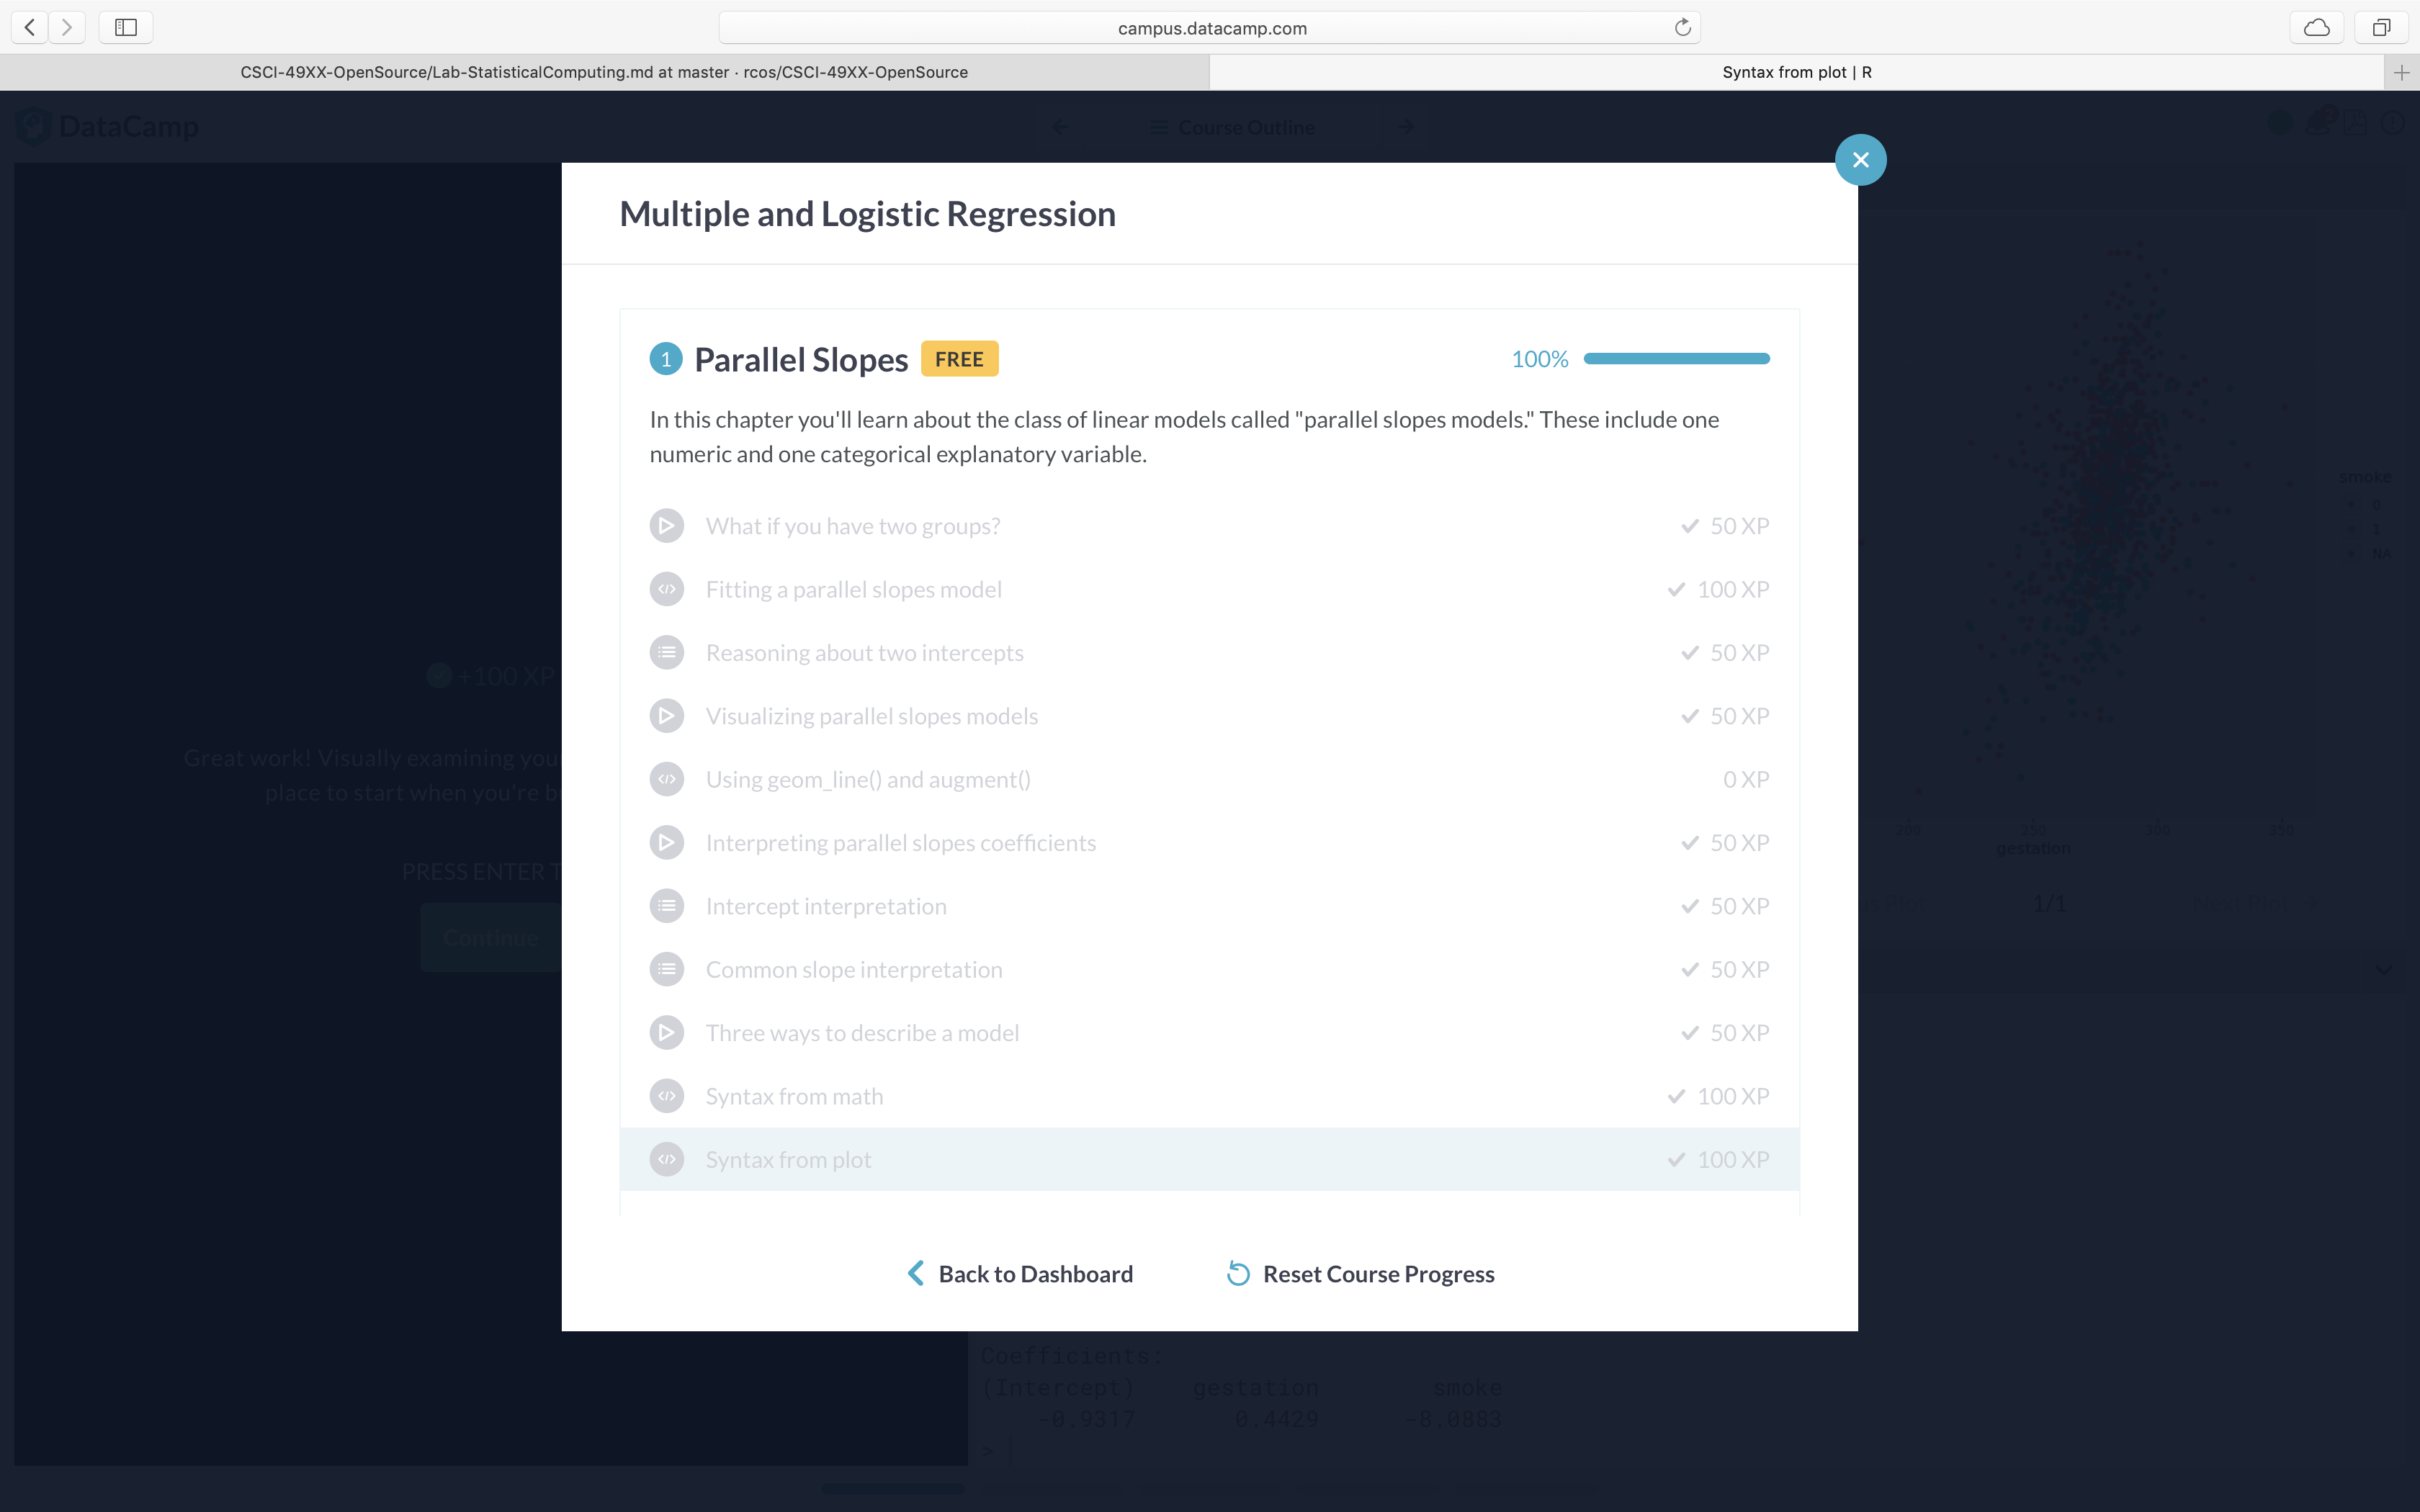 campus.datacamp.com
CSCI-49XX-OpenSource/Lab-StatisticalComputing.md at master · rcos/CSCI-49XX-OpenSource
Syntax from plot | R
DataCamp
Course Outline
Multiple and Logistic Regression
1 Parallel Slopes FREE 100%
In this chapter you'll learn about the class of linear models called "parallel slopes models." These include one
numeric and one categorical explanatory variable.
What if you have two groups? 50 XP
Fitting a parallel slopes model 100 XP
Reasoning about two intercepts 50 XP
Visualizing parallel slopes models 50 XP
Using geom_line() and augment() 0 XP
Interpreting parallel slopes coefficients 50 XP
Intercept interpretation 50 XP
Common slope interpretation 50 XP
Three ways to describe a model 50 XP
Syntax from math 100 XP
Syntax from plot 100 XP
Back to Dashboard
Reset Course Progress
+100 XP
Great work! Visually examining
place to start when you're
PRESS ENTER
Continue
smoke
0
1
NA
200 250 300 350
gestation
Plot 1/1 Next Plot
Coefficients:
(Intercept) gestation smoke
-0.9317 0.4429 -8.0883
>